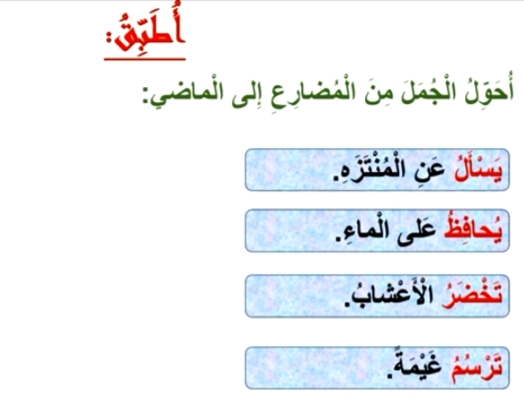 أُطَبِّقُ:
أُحَوِّلُ الْجُمَلَ مِنَ الْمُضارِعِ إِلى الْماضي:
يَسْأَلُ عَنِ الْمُنْتَزَهِ.
يُحافِظُ عَلى الْماءِ.
تَخْضَرُ الْأَعْشابُ.
تَرْسُمُ غَيْمَةً.